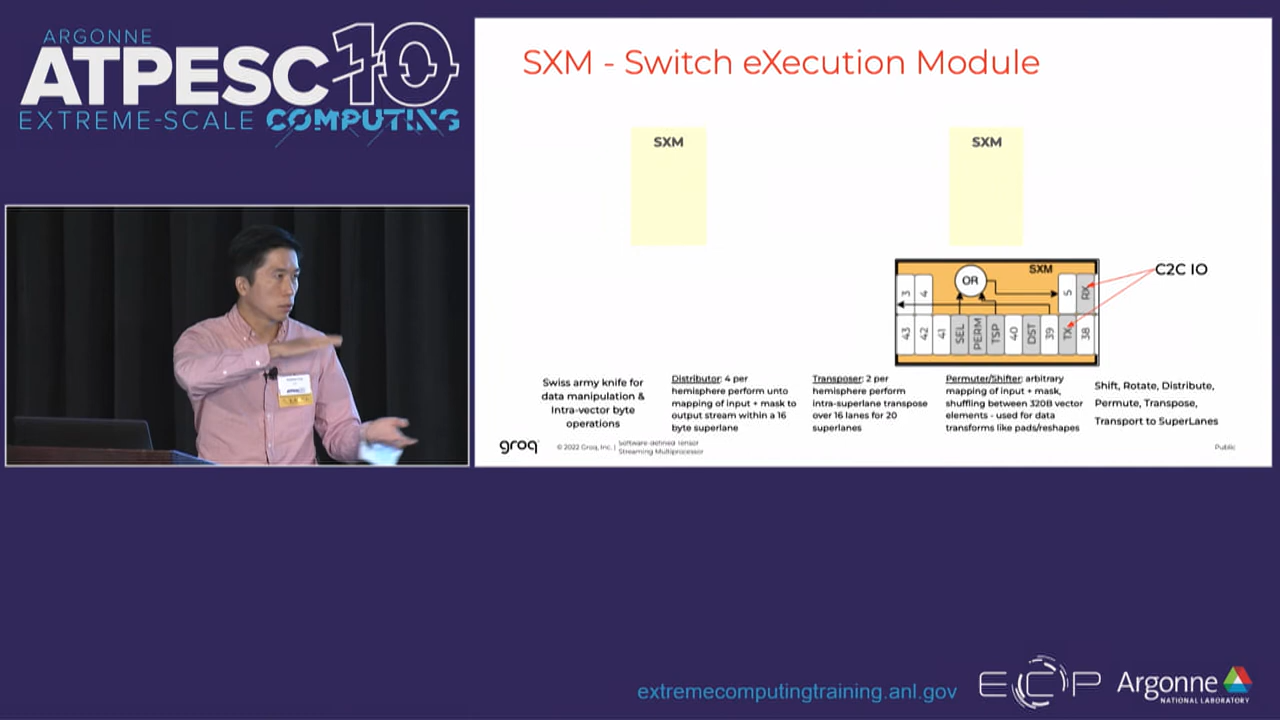 ARGONNE
ATPESC10
EXTREME-SCALE COMPUTING
SXM - Switch eXecution Module
SXM
SXM
SXM
C2C IO
OR
3
4
S
RX
43
42
41
SEL
PERM
TSP
40
DST
39
TX
38
Swiss army knife for
data manipulation &
Intra-vector byte
operations
Distributor: 4 per
hemisphere perform unto
mapping of input + mask to
output stream within a 16
byte superlane
Transposer: 2 per
hemisphere perform
intra-superlane transpose
over 16 lanes for 20
superlanes
Permuter/Shifter: arbitrary
mapping of input + mask,
shuffling between 320B vector
elements - used for data
transforms like pads/reshapes
Shift, Rotate, Distribute,
Permute, Transpose,
Transport to SuperLanes
groq
© 2022 Groq, Inc. | Software-defined Tensor
Streaming Multiprocessor
Public
extremecomputingtraining.anl.gov
ECP
Argonne
NATIONAL LABORATORY